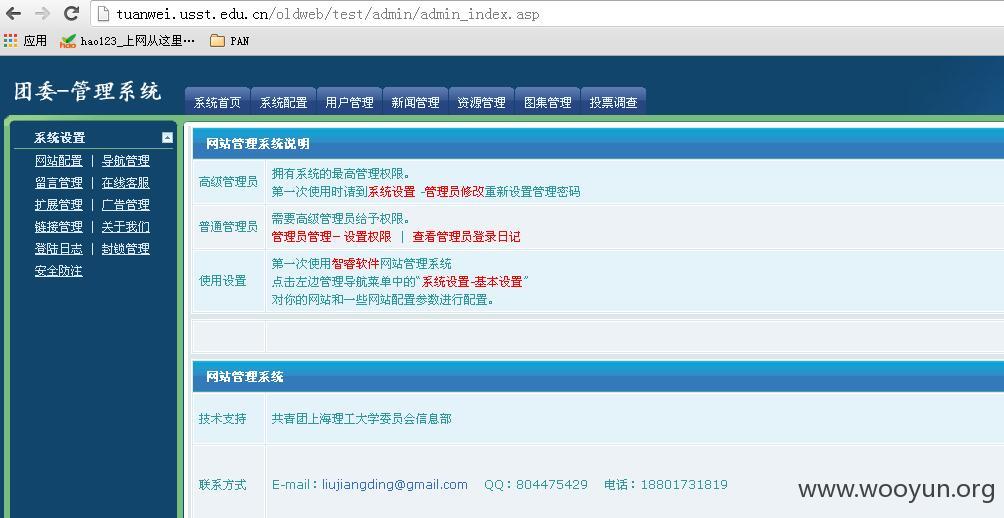 tuanwei.usst.edu.cn/oldweb/test/admin/admin_index.asp
应用 hao123_上网从这里… PAN
团委-管理系统
系统首页 系统配置 用户管理 新闻管理 资源管理 图集管理 投票调查
系统设置
网站配置 | 导航管理
留言管理 | 在线客服
扩展管理 | 广告管理
链接管理 | 关于我们
登陆日志 | 封锁管理
安全防注
网站管理系统说明
高级管理员
拥有系统的最高管理权限。
第一次使用时请到系统设置 -管理员修改重新设置管理密码
普通管理员
需要高级管理员给予权限。
管理员管理-设置权限 | 查看管理员登录日记
使用设置
第一次使用智睿软件网站管理系统
点击左边管理导航菜单中的“系统设置-基本设置”
对你的网站和一些网站配置参数进行配置。
网站管理系统
技术支持 共青团上海理工大学委员会信息部
联系方式 E-mail：liujiangding@gmail.com QQ：804475429 电话：18801731819
www.wooyun.org